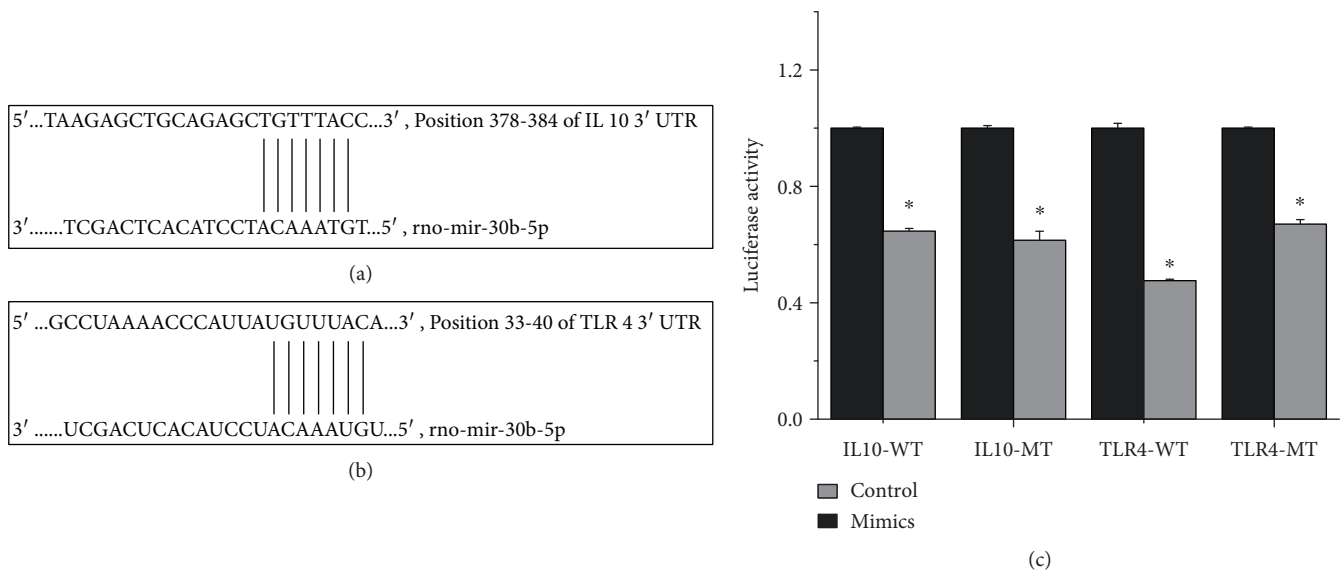 5′...TAAGAGCTGCAGAGCTGTTTACC...3′ , Position 378-384 of IL 10 3′ UTR
3′.......TCGACTCACATCCTACAAATGT...5′ , rno-mir-30b-5p
(a)
5′ ...GCCUAAAACCCAUUAUGUUUACA...3′ , Position 33-40 of TLR 4 3′ UTR
3′ ......UCGACUCACAUCCUACAAAUGU...5′ , rno-mir-30b-5p
(b)
Luciferase activity
1.2
0.8
0.4
0.0
*
*
*
*
IL10-WT IL10-MT TLR4-WT TLR4-MT
Control
Mimics
(c)